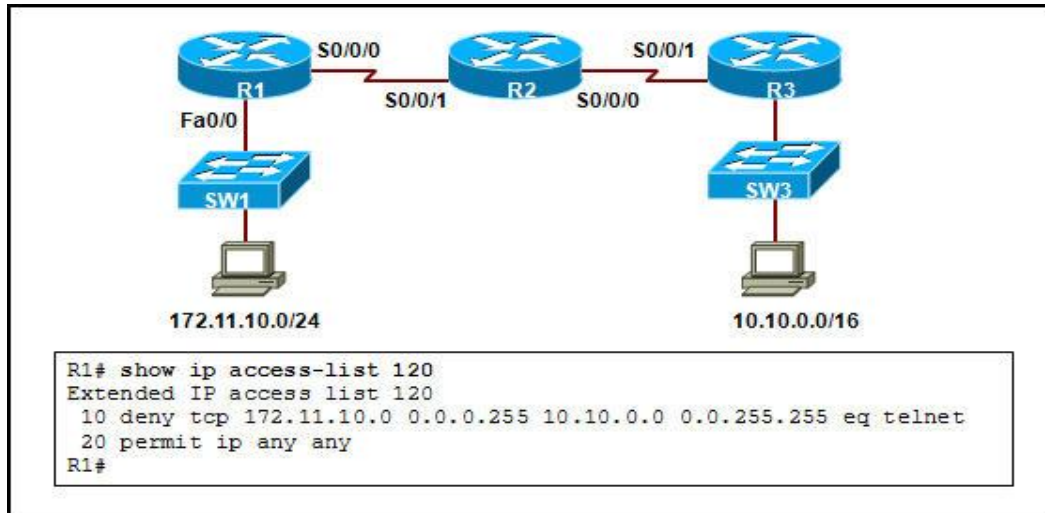 S0/0/0
S0/0/1
R1
R2
R3
S0/0/1
S0/0/0
Fa0/0
SW1
SW3
172.11.10.0/24
10.10.0.0/16
R1# show ip access-list 120
Extended IP access list 120
10 deny tcp 172.11.10.0 0.0.0.255 10.10.0.0 0.0.255.255 eq telnet
20 permit ip any any
R1#